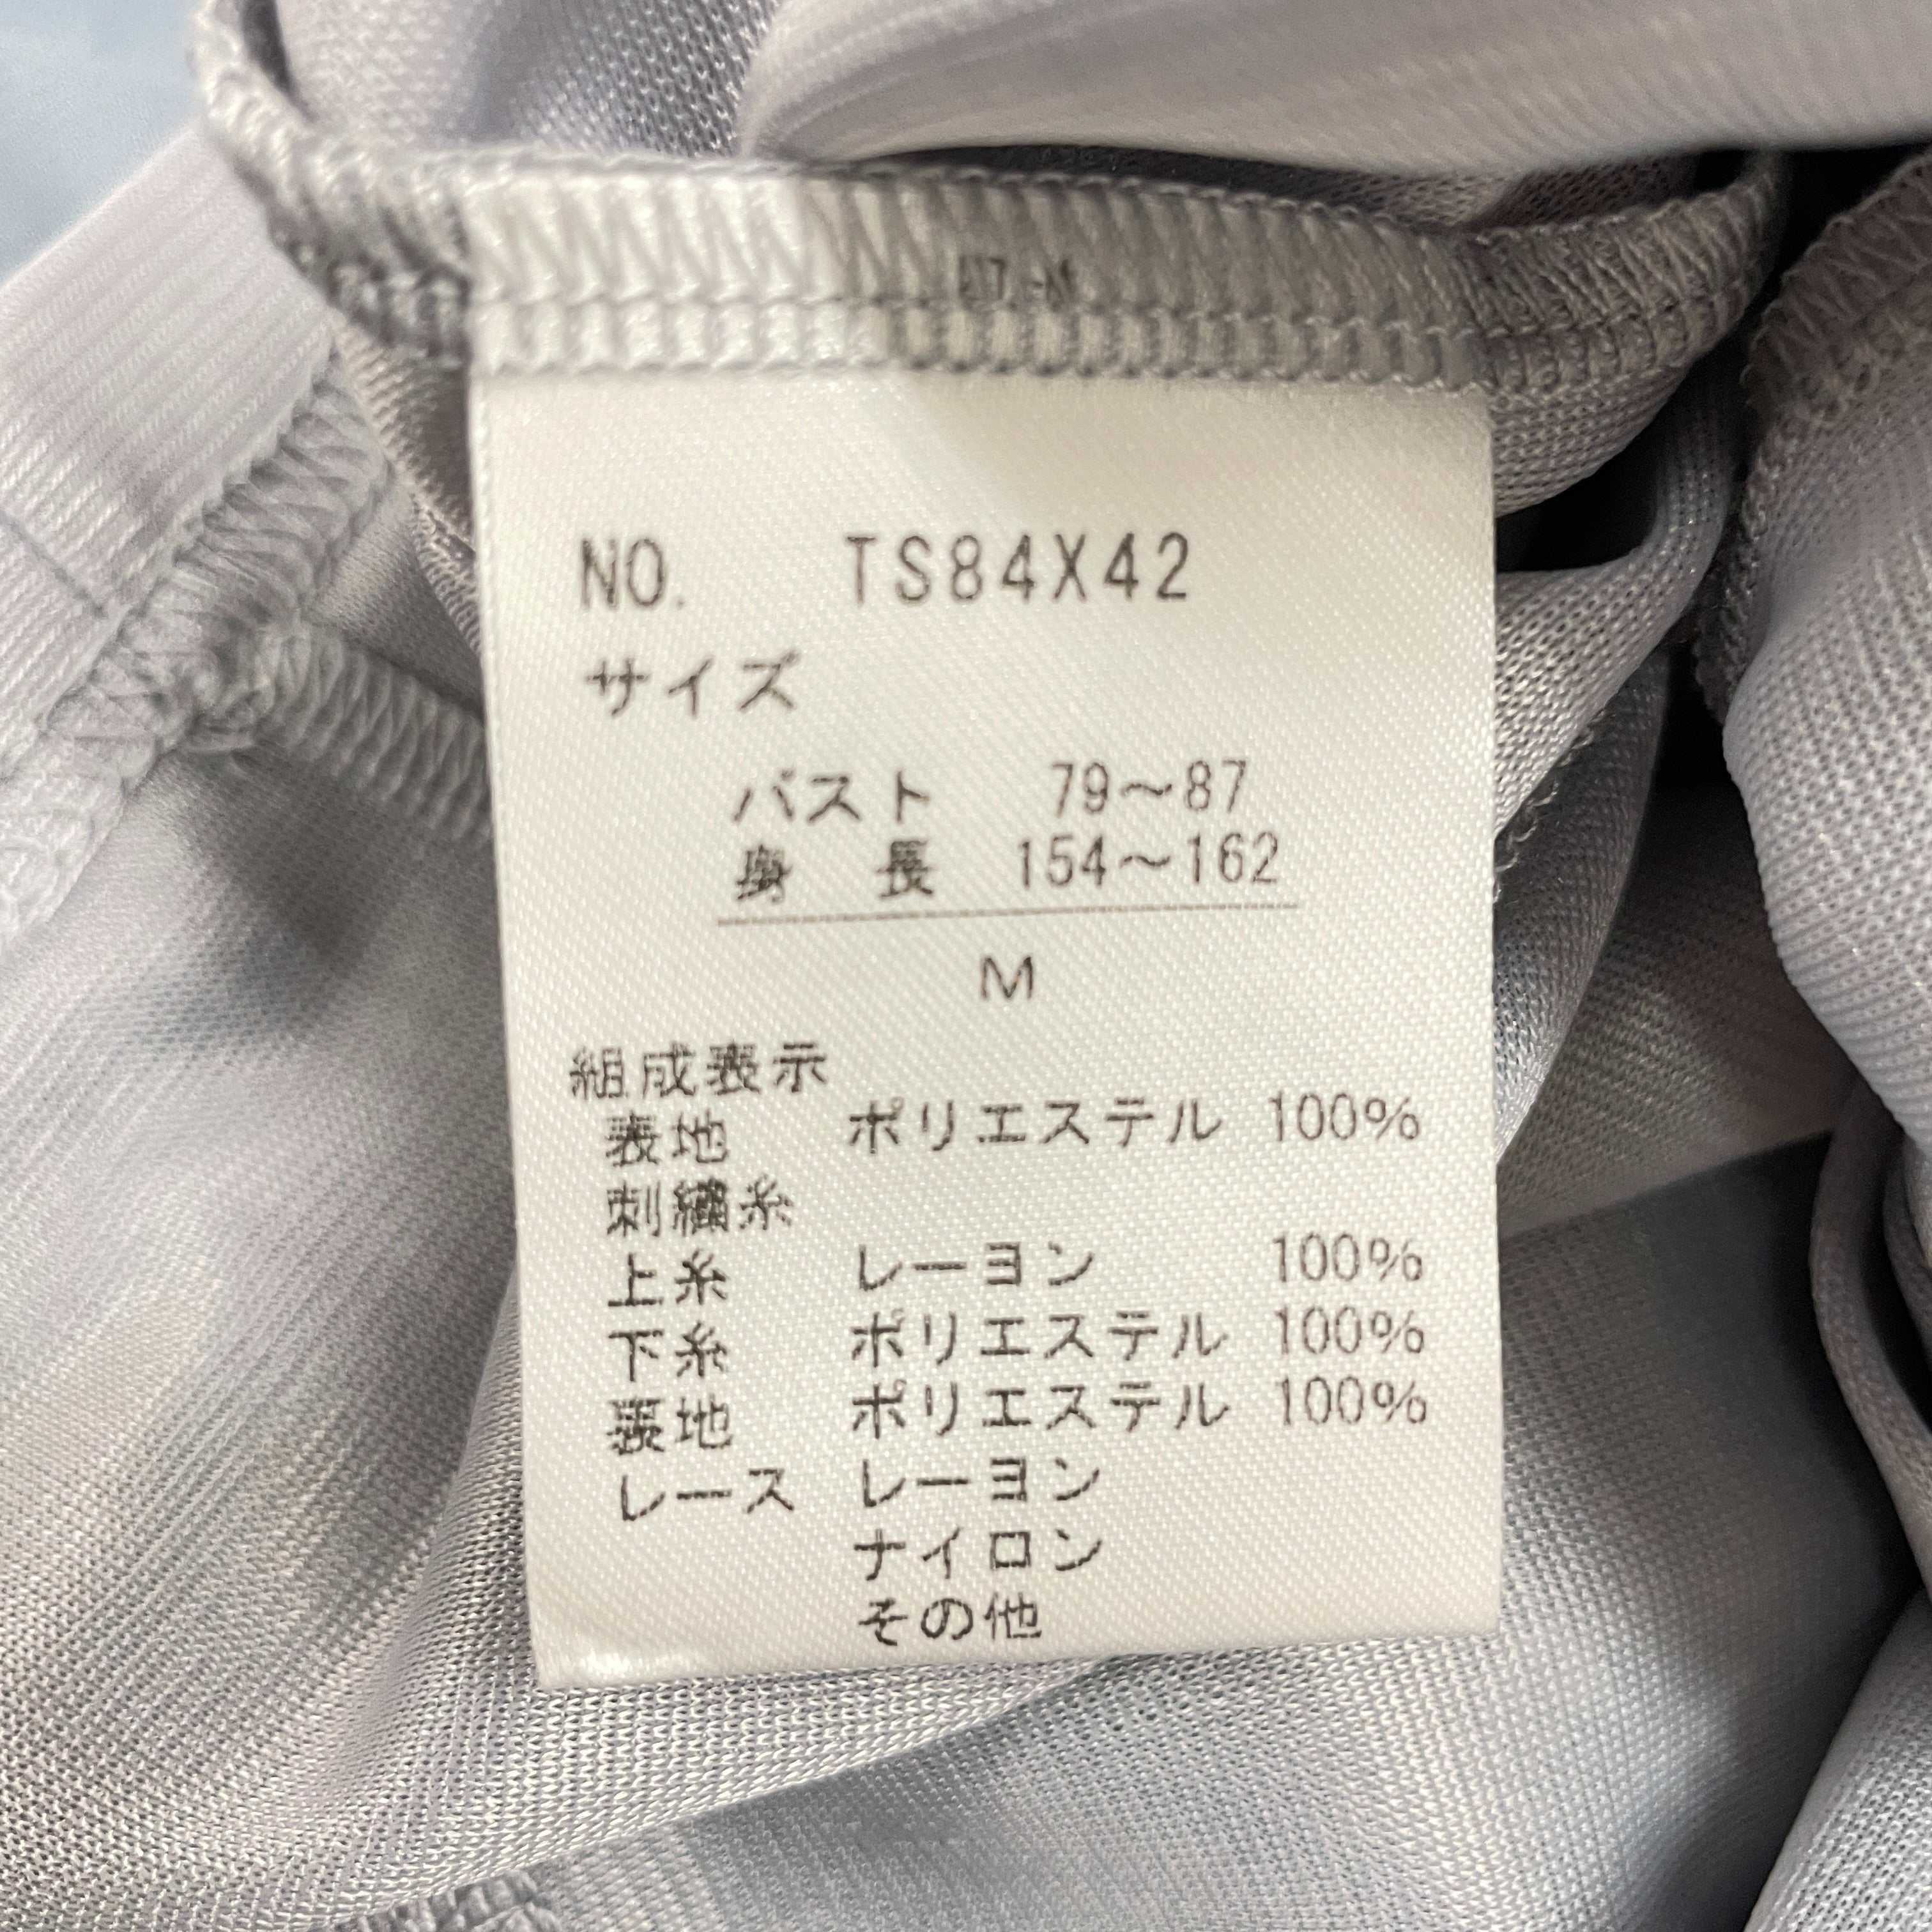 NO. TS84X42
サイズ
バスト 79～87
身 長 154～162
M
組成表示
表地 ポリエステル 100%
刺繍糸
上糸 レーヨン 100%
下糸 ポリエステル 100%
裏地 ポリエステル 100%
レース レーヨン
ナイロン
その他